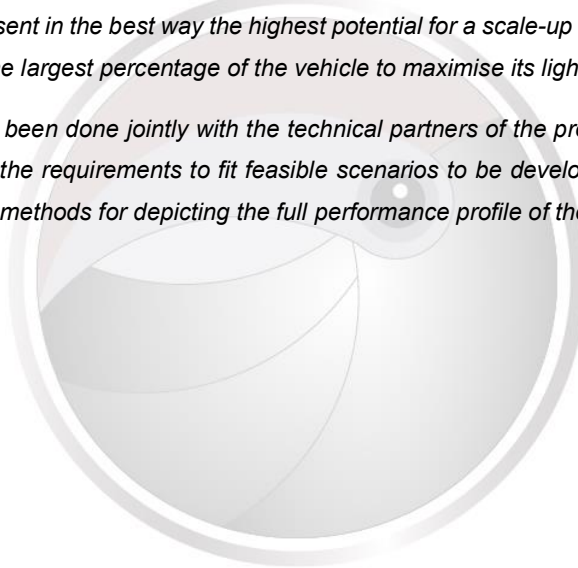 sent in the best way the highest potential for a scale-up
e largest percentage of the vehicle to maximise its ligh
been done jointly with the technical partners of the pr
the requirements to fit feasible scenarios to be develo
methods for depicting the full performance profile of the